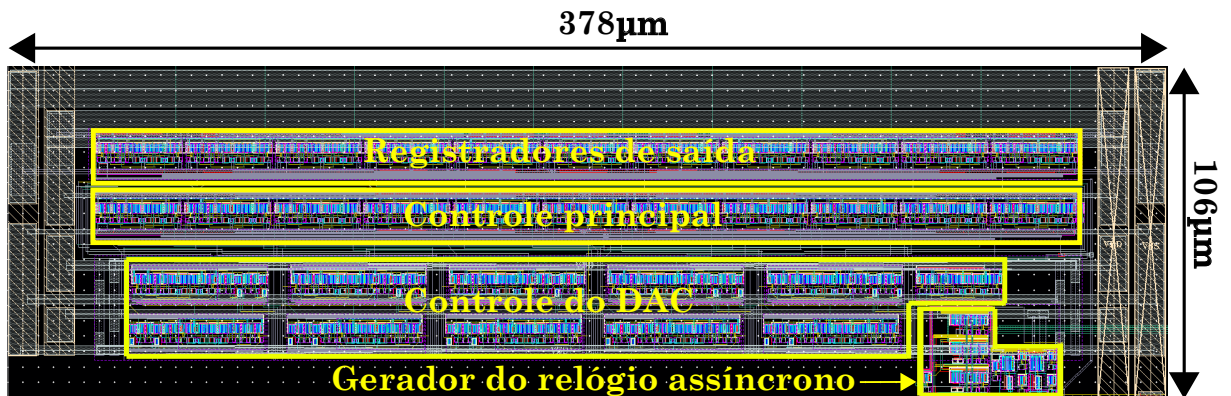 378µm
Registradores de saída
Controle principal
106µm
Controle do DAC
Gerador do relógio assíncrono